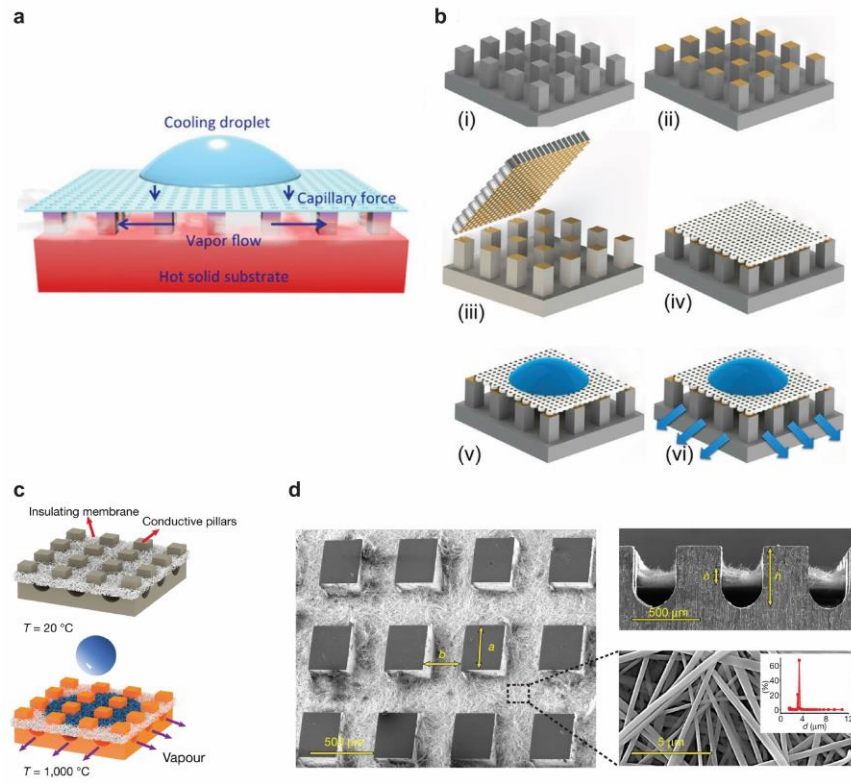 a
Cooling droplet
Capillary force
Vapor flow
Hot solid substrate
b
(i)
(ii)
(iii)
(iv)
(v)
(vi)
c
Insulating membrane
Conductive pillars
T = 20 °C
T = 1,000 °C
Vapour
d
b
a
500 μm
δ
h
500 μm
5 μm
60
40
20
0
(%)
0 4 8 12
d (μm)